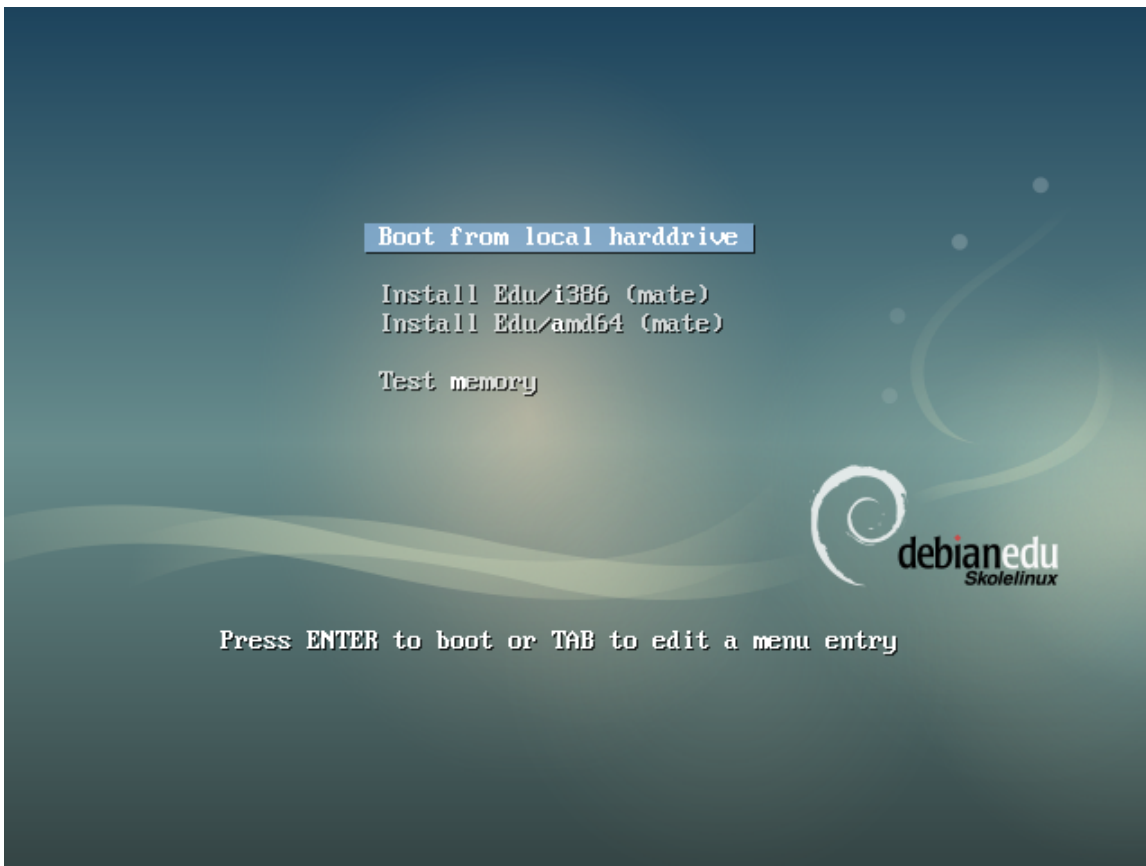 Boot from local harddrive
Install Edu/i386 (mate)
Install Edu/amd64 (mate)
Test memory
debianedu
Skolelinux
Press ENTER to boot or TAB to edit a menu entry